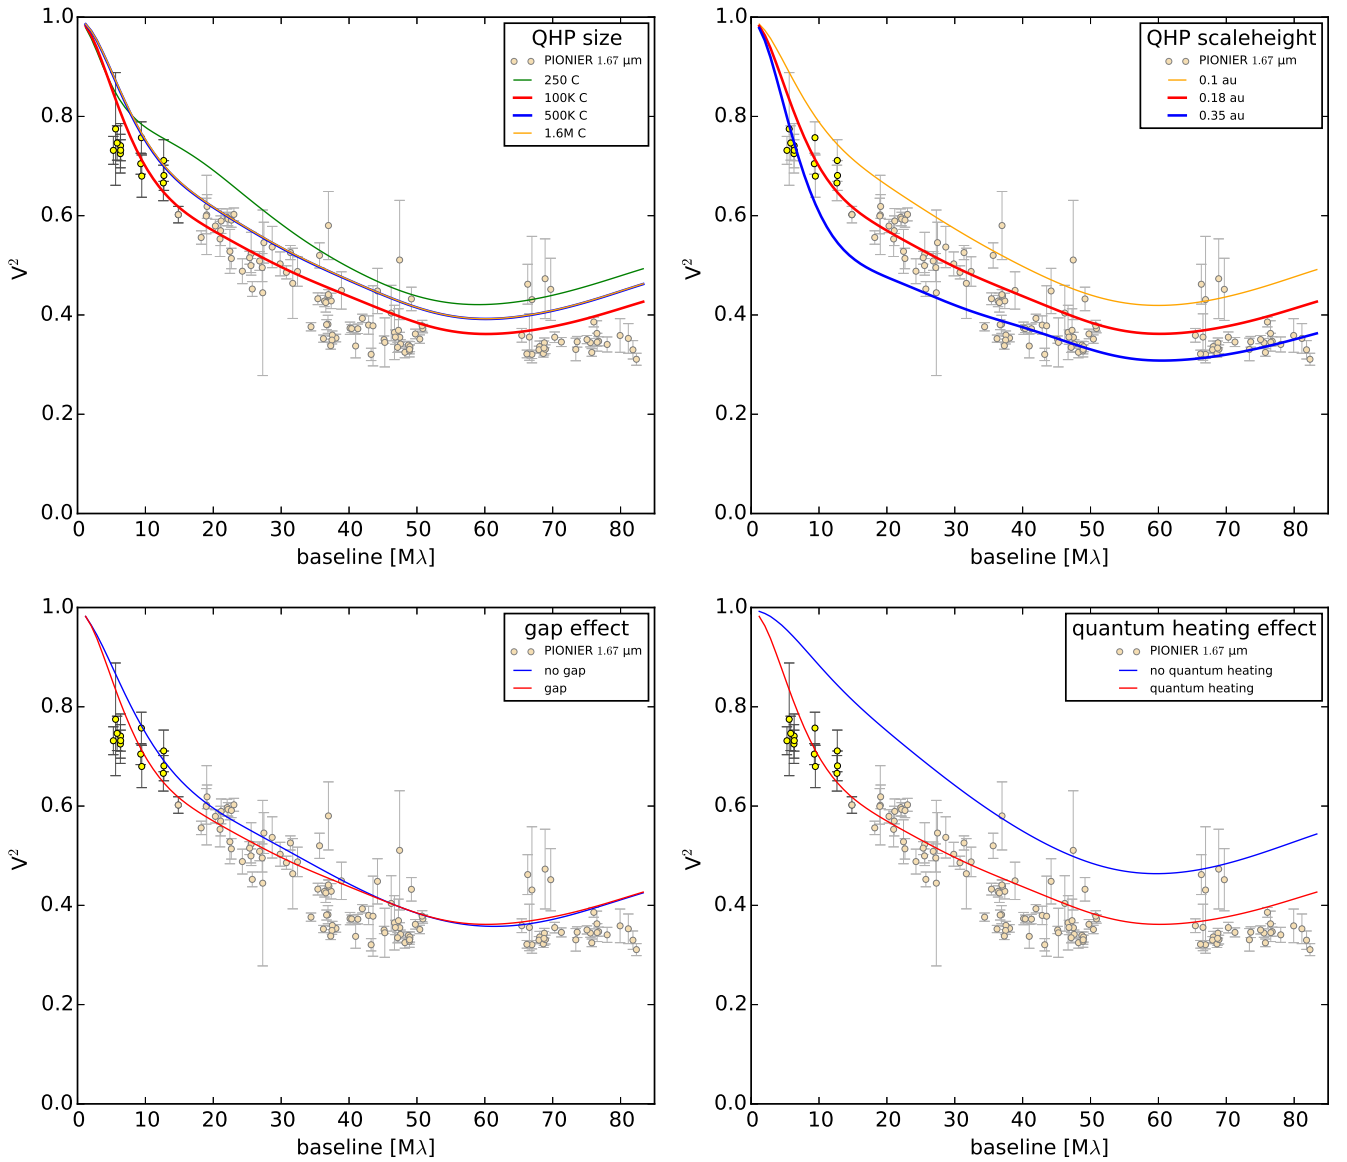 QHP size
PIONIER 1.67 μm
250 C
100K C
500K C
1.6M C
1.0
0.8
0.6
0.4
0.2
0.0
V²
0 10 20 30 40 50 60 70 80
baseline [Mλ]
QHP scaleheight
PIONIER 1.67 μm
0.1 au
0.18 au
0.35 au
1.0
0.8
0.6
0.4
0.2
0.0
V²
0 10 20 30 40 50 60 70 80
baseline [Mλ]
gap effect
PIONIER 1.67 μm
no gap
gap
1.0
0.8
0.6
0.4
0.2
0.0
V²
0 10 20 30 40 50 60 70 80
baseline [Mλ]
quantum heating effect
PIONIER 1.67 μm
no quantum heating
quantum heating
1.0
0.8
0.6
0.4
0.2
0.0
V²
0 10 20 30 40 50 60 70 80
baseline [Mλ]